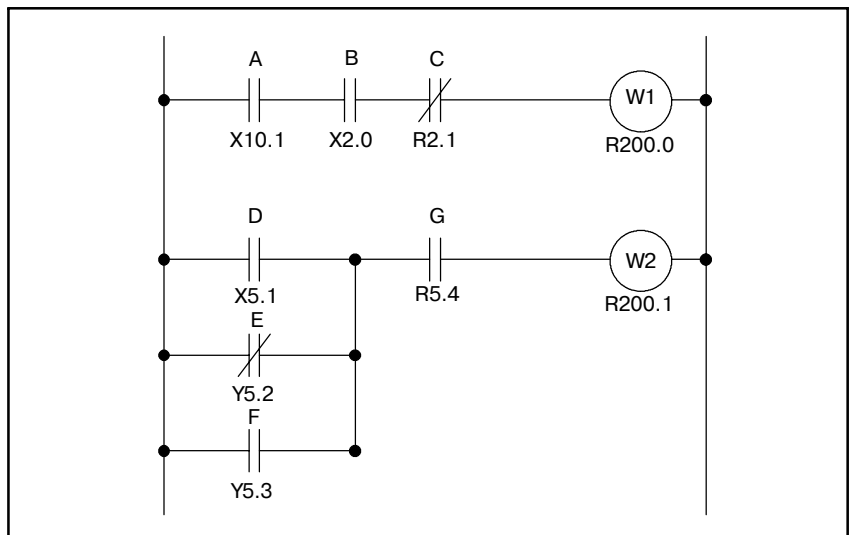 A B C
W1
X10.1 X2.0 R2.1
R200.0
D G
W2
X5.1 R5.4
R200.1
E
Y5.2
F
Y5.3